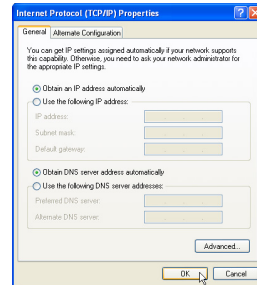 Internet Protocol (TCP/IP) Properties
General
Alternate Configuration
You can get IP settings assigned automatically if your network supports
this capability. Otherwise, you need to ask your network administrator for
the appropriate IP settings.
Obtain an IP address automatically
Use the following IP address:
IP address:
Subnet mask:
Default gateway:
Obtain DNS server address automatically
Use the following DNS server addresses:
Preferred DNS server:
Alternate DNS server:
Advanced...
OK
Cancel